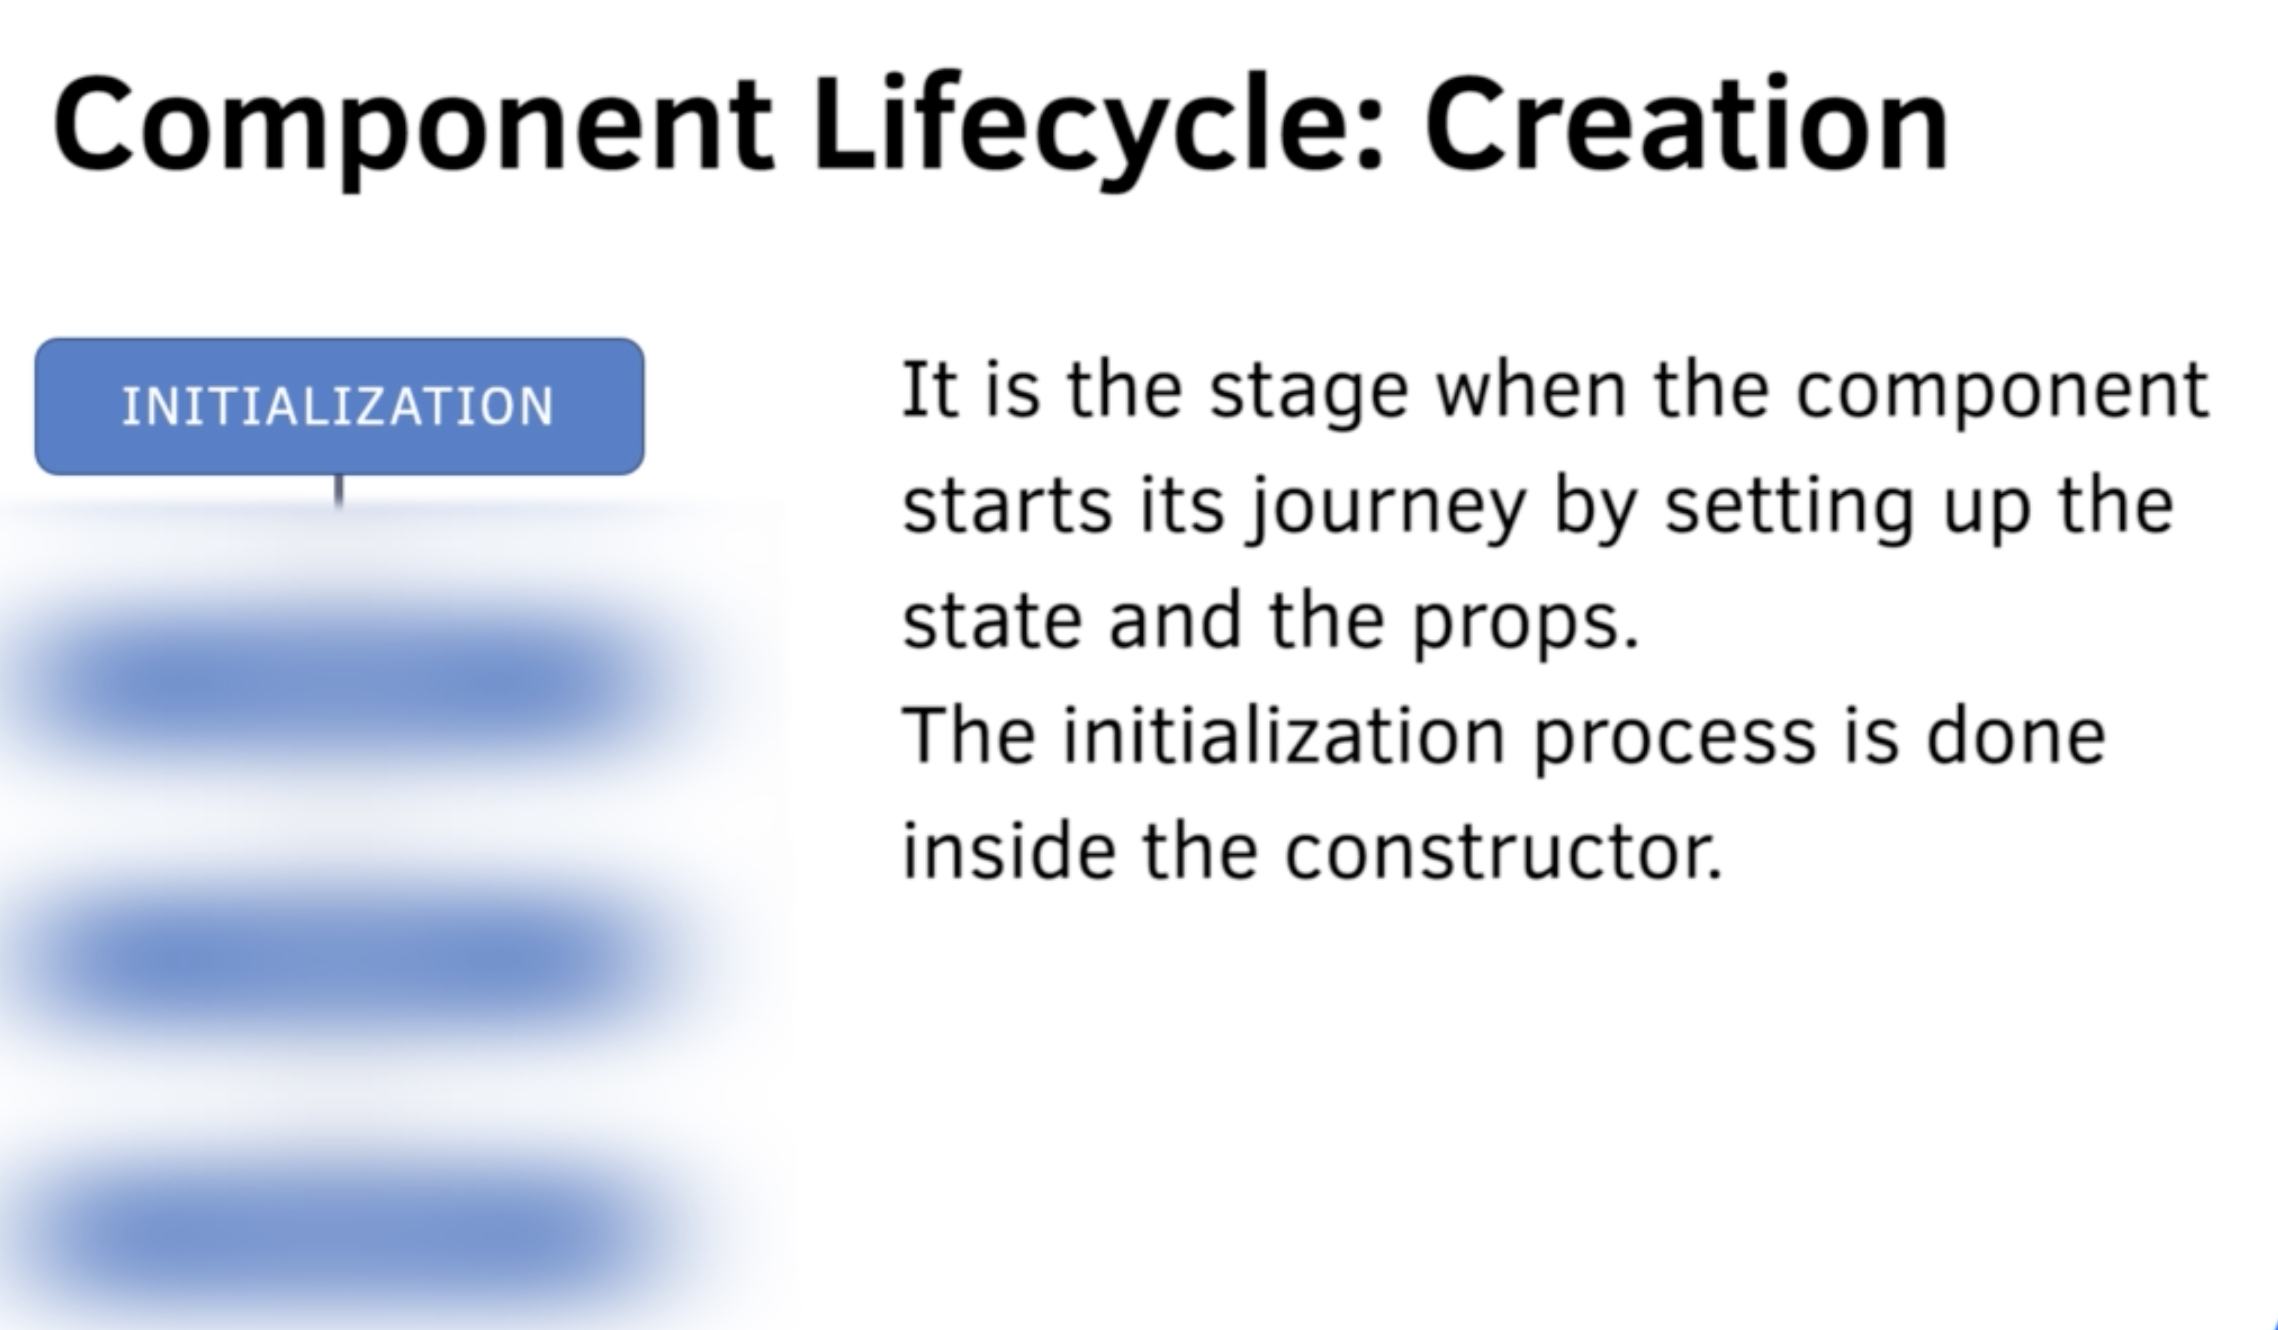 Component Lifecycle: Creation
INITIALIZATION
It is the stage when the component
starts its journey by setting up the
state and the props.
The initialization process is done
inside the constructor.